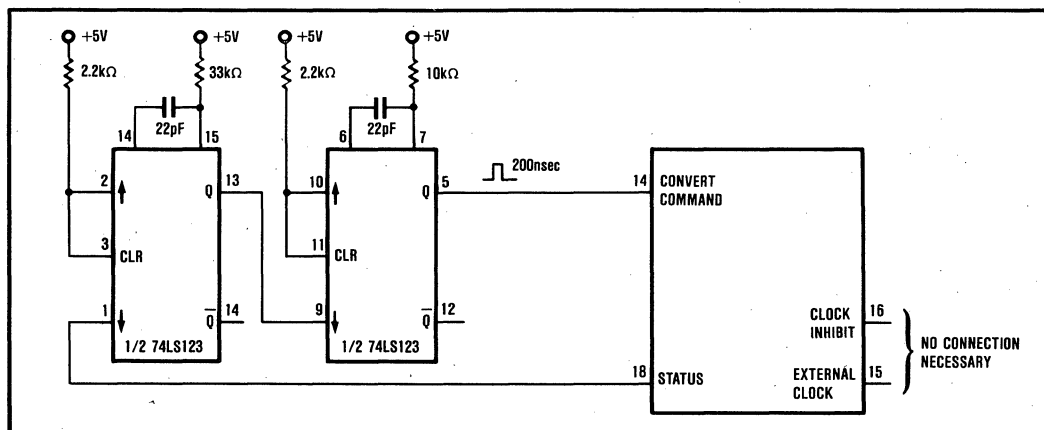 +5V
+5V
+5V
+5V
2.2kΩ
33kΩ
2.2kΩ
10kΩ
22pF
22pF
14
15
6
7
2
13
Q
10
5
Q
200nsec
14
CONVERT
COMMAND
3
CLR
11
CLR
1
Q̅
14
9
Q̅
12
CLOCK
INHIBIT
16
NO CONNECTION
NECESSARY
1/2 74LS123
1/2 74LS123
18
STATUS
EXTERNAL
CLOCK
15